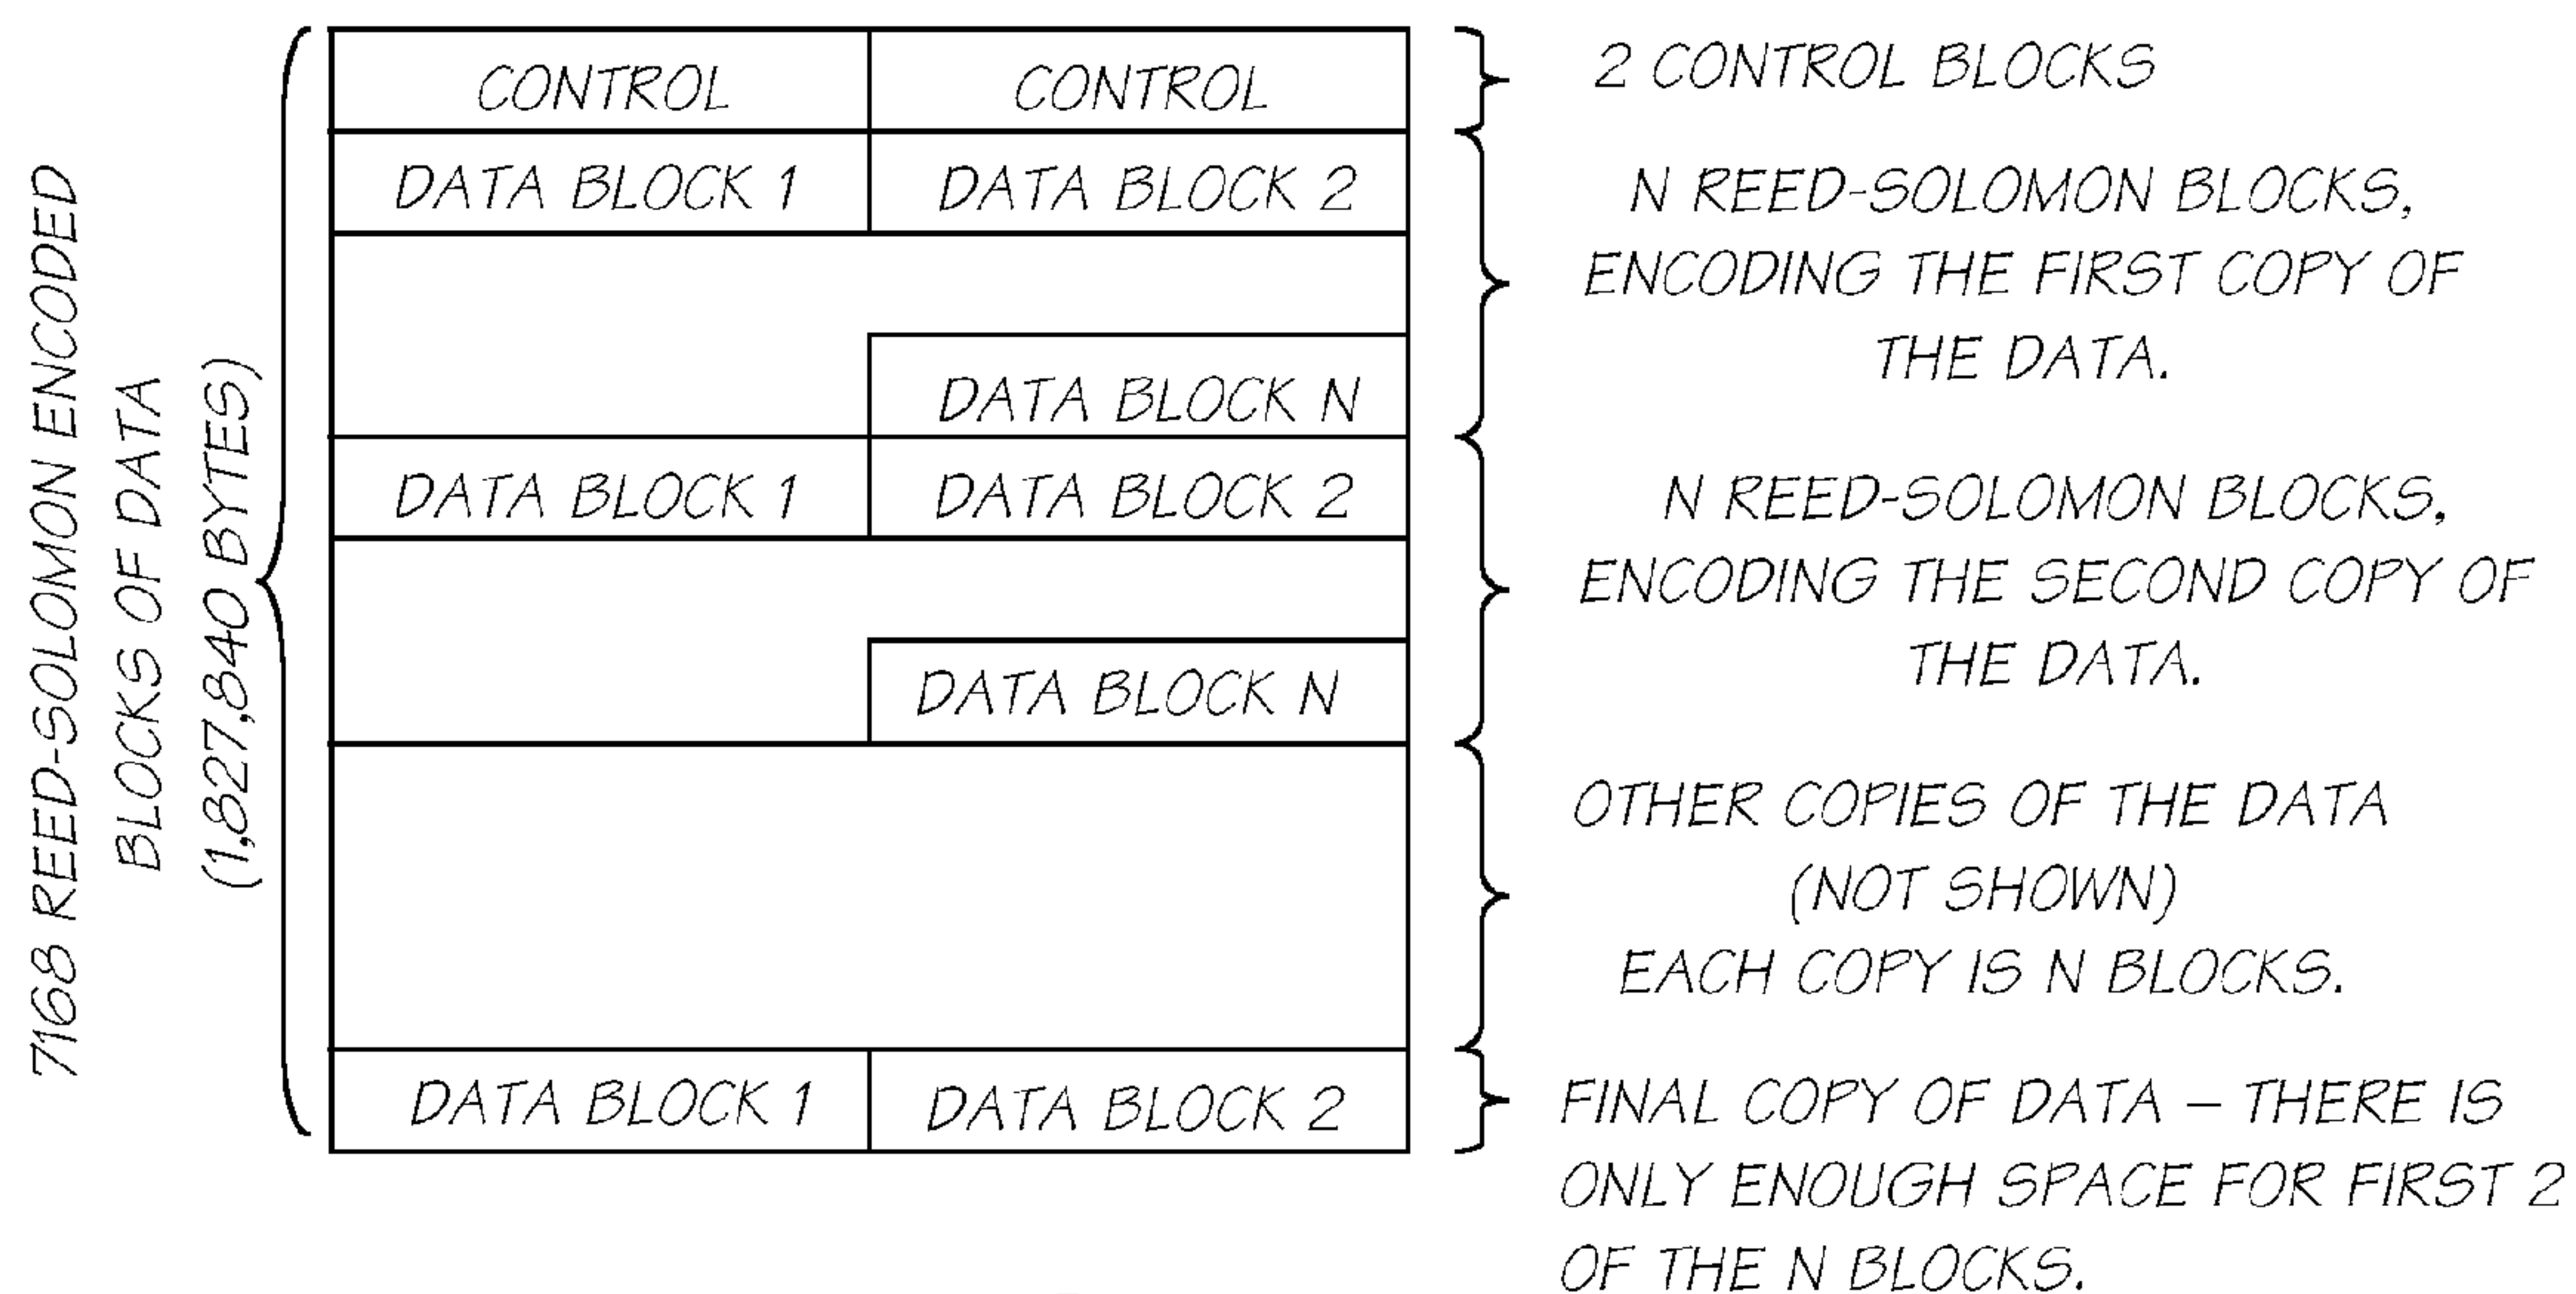 7168 REED-SOLOMON ENCODED
BLOCKS OF DATA
(1,827,840 BYTES)
CONTROL CONTROL
DATA BLOCK 1 DATA BLOCK 2
DATA BLOCK N
DATA BLOCK 1 DATA BLOCK 2
DATA BLOCK N
DATA BLOCK 1 DATA BLOCK 2
2 CONTROL BLOCKS
N REED-SOLOMON BLOCKS,
ENCODING THE FIRST COPY OF
THE DATA.
N REED-SOLOMON BLOCKS,
ENCODING THE SECOND COPY OF
THE DATA.
OTHER COPIES OF THE DATA
(NOT SHOWN)
EACH COPY IS N BLOCKS.
FINAL COPY OF DATA – THERE IS
ONLY ENOUGH SPACE FOR FIRST 2
OF THE N BLOCKS.